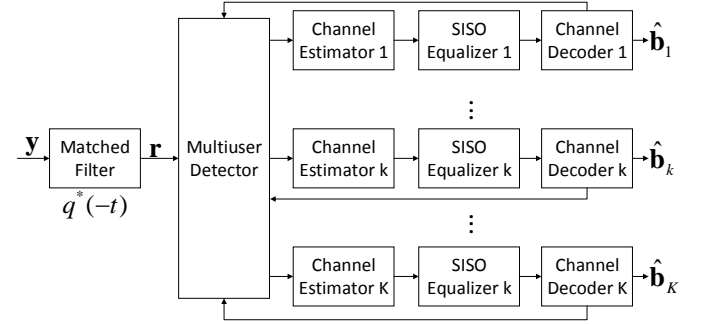 Channel
Estimator 1
SISO
Equalizer 1
Channel
Decoder 1
b̂₁
y
Matched
Filter
r
q*(−t)
Multiuser
Detector
⋮
Channel
Estimator k
SISO
Equalizer k
Channel
Decoder k
b̂ₖ
⋮
Channel
Estimator K
SISO
Equalizer k
Channel
Decoder K
b̂_K